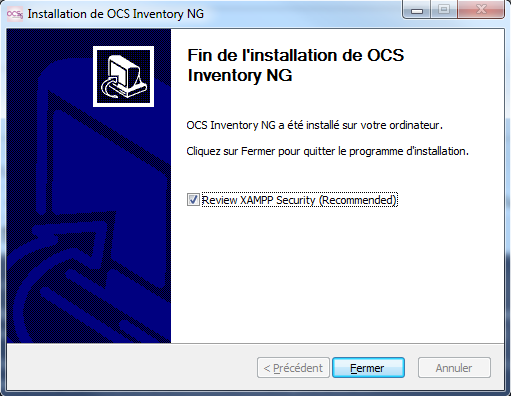 Installation de OCS Inventory NG
Fin de l'installation de OCS
Inventory NG
OCS Inventory NG a été installé sur votre ordinateur.
Cliquez sur Fermer pour quitter le programme d'installation.
Review XAMPP Security (Recommended)
< Précédent
Fermer
Annuler